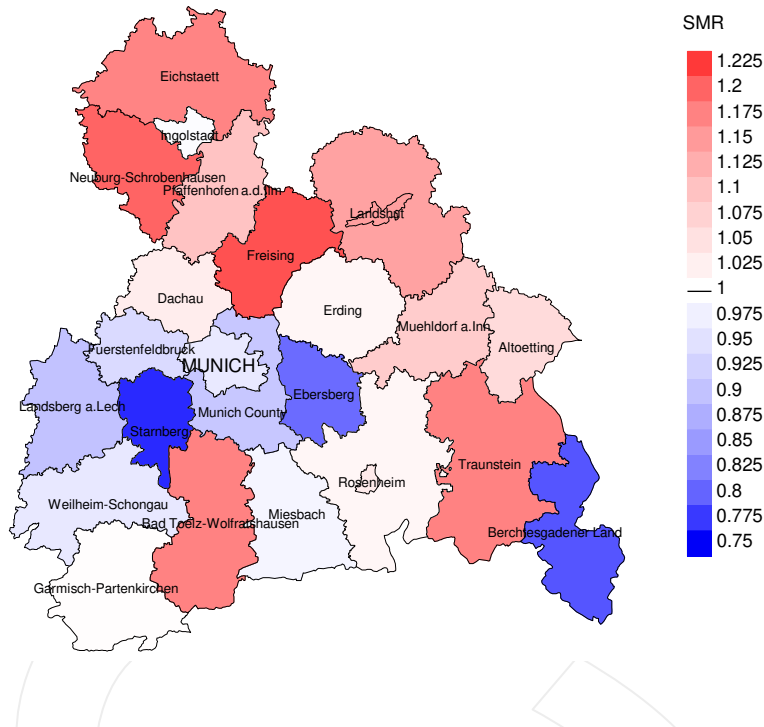 SMR
Eichstaett
Ingolstadt
Neuburg-Schrobenhausen
Pfaffenhofen a.d.Ilm
Landshut
Freising
Dachau
Erding
Muehldorf a.Inn
Altoetting
Fuerstenfeldbruck
MUNICH
Ebersberg
Landsberg a.Lech
Munich County
Starnberg
Traunstein
Rosenheim
Weilheim-Schongau
Miesbach
Bad Toelz-Wolfratshausen
Berchtesgadener Land
Garmisch-Partenkirchen
1.225
1.2
1.175
1.15
1.125
1.1
1.075
1.05
1.025
1
0.975
0.95
0.925
0.9
0.875
0.85
0.825
0.8
0.775
0.75